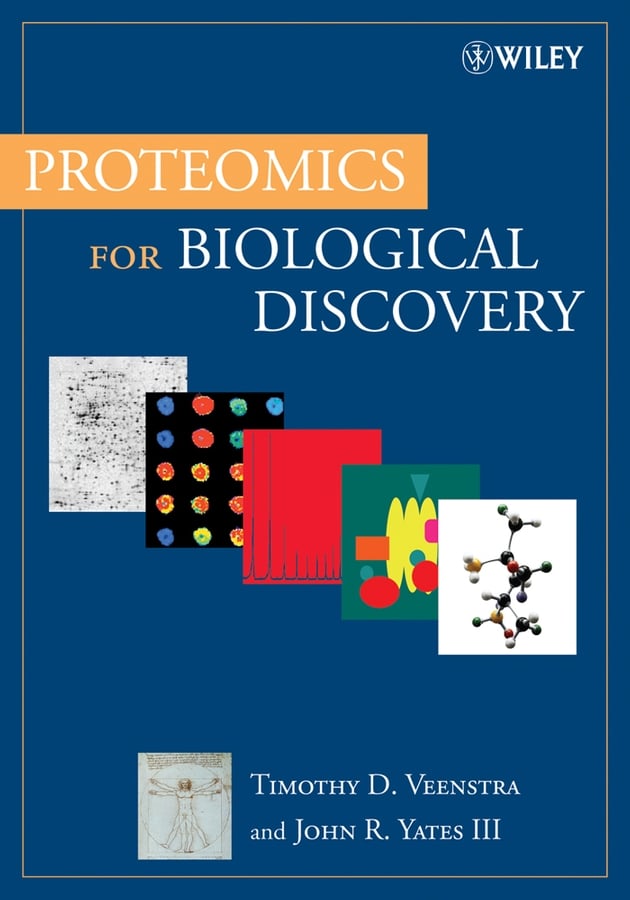 WILEY
PROTEOMICS
FOR BIOLOGICAL
DISCOVERY
TIMOTHY D. VEENSTRA
and JOHN R. YATES III